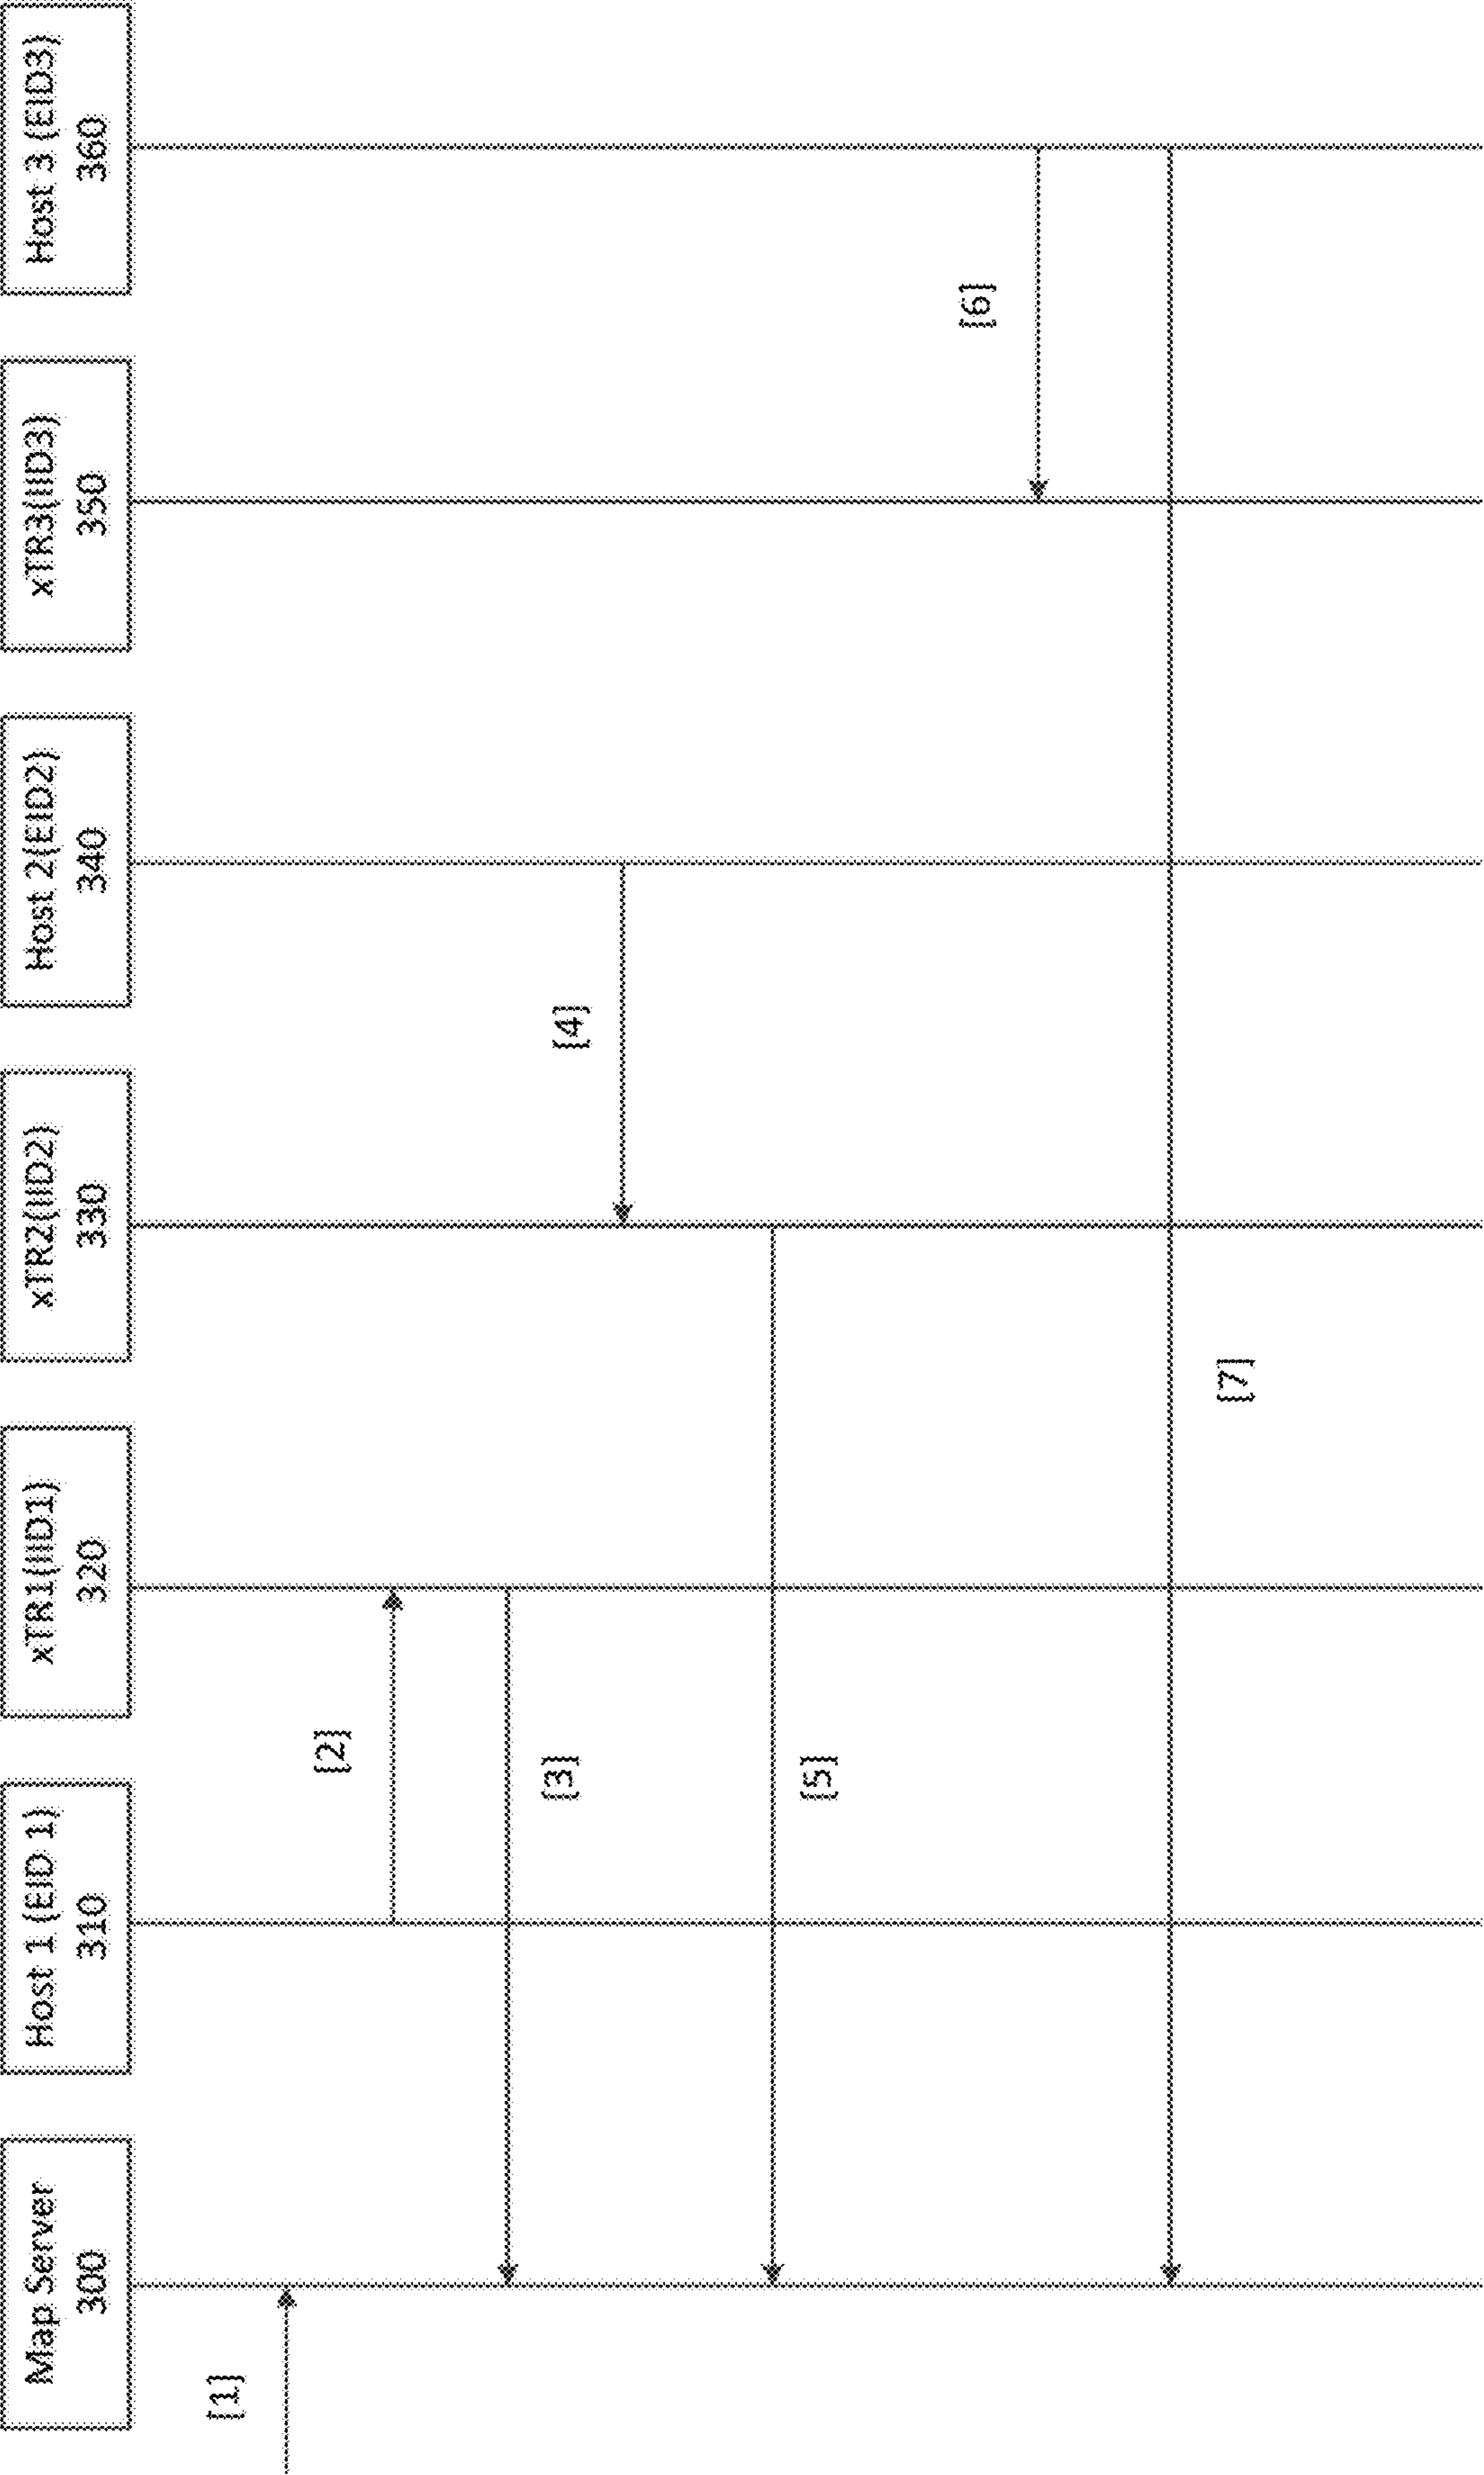 Map Server
300
Host 1 (EID 1)
310
xTR1(IID1)
320
xTR2(IID2)
330
Host 2(EID2)
340
xTR3(IID3)
350
Host 3 (EID3)
360
[1]
[2]
[3]
[4]
[5]
[6]
[7]